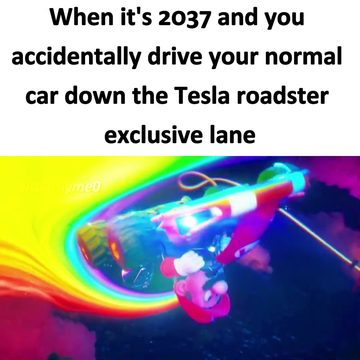 When it's 2037 and you
accidentally drive your normal
car down the Tesla roadster
exclusive lane